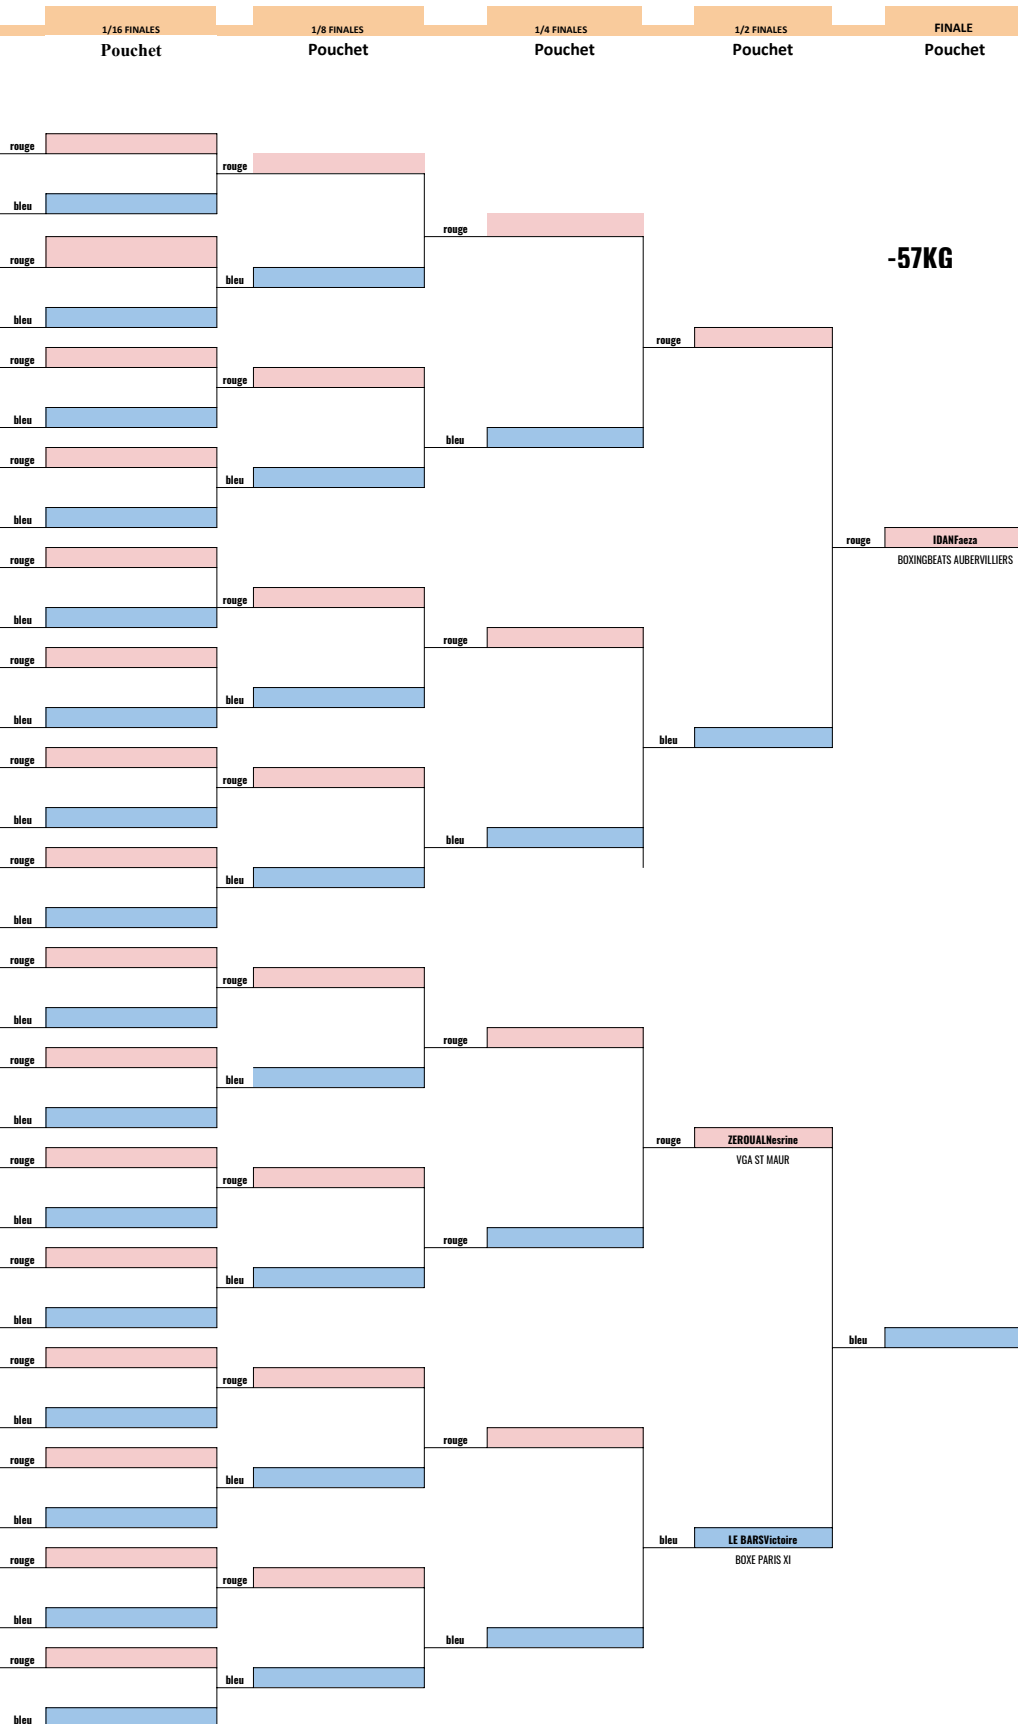 1/16 FINALES 1/8 FINALES 1/4 FINALES 1/2 FINALES FINALE
Pouchet Pouchet Pouchet Pouchet Pouchet
rouge
rouge
bleu
rouge
-57KG
rouge
bleu
bleu
rouge
rouge
rouge
bleu
bleu
rouge
bleu
bleu
rouge IDANFaeza
BOXINGBEATS AUBERVILLIERS
rouge
rouge
bleu
rouge
rouge
bleu
bleu
bleu
rouge
rouge
bleu
bleu
rouge
bleu
bleu
rouge
rouge
bleu
rouge
rouge
bleu
bleu
rouge ZEROUALNesrine
VGA ST MAUR
rouge
rouge
bleu
rouge
rouge
bleu
bleu
bleu
rouge
rouge
bleu
rouge
rouge
bleu
bleu
bleu LE BARSVictoire
BOXE PARIS XI
rouge
rouge
bleu
bleu
rouge
bleu
bleu